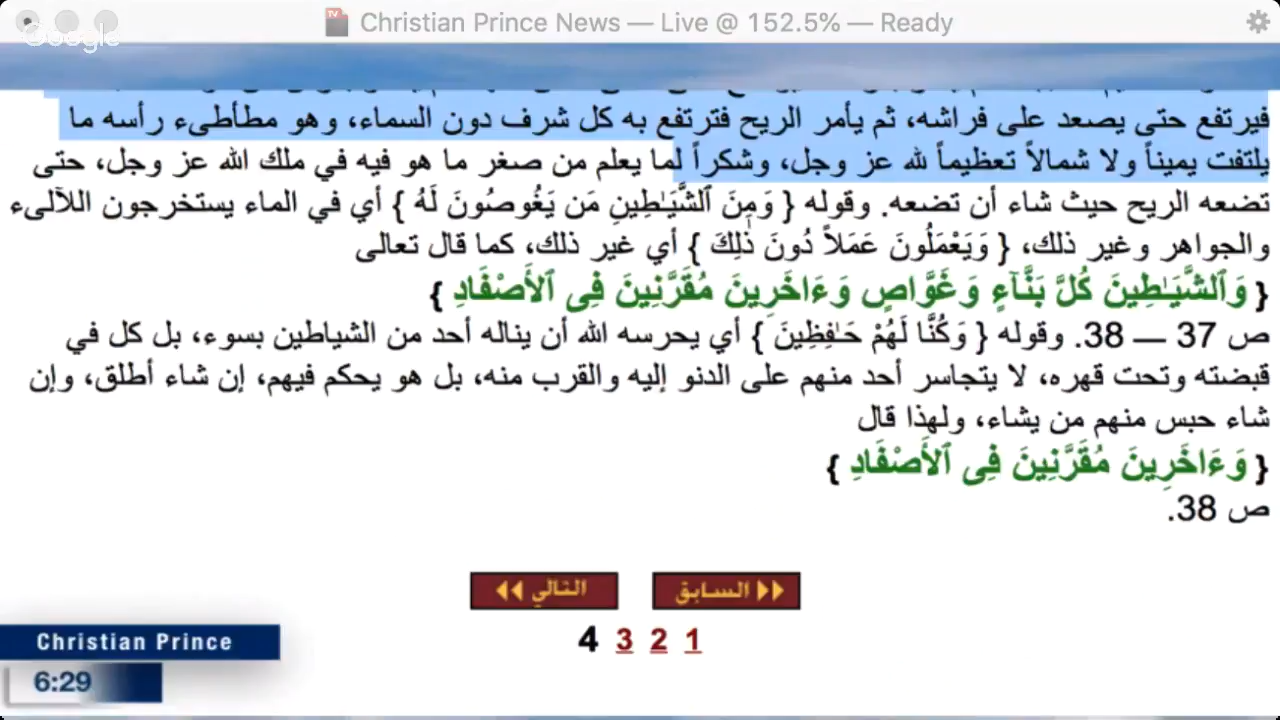 Google
Christian Prince News — Live @ 152.5% — Ready
فيرتفع حتى يصعد على فراشه، ثم يأمر الريح فترتفع به كل شرف دون السماء، وهو مطأطىء رأسه ما
يلتفت يميناً ولا شمالاً تعظيماً لله عز وجل، وشكراً لما يعلم من صغر ما هو فيه في ملك الله عز وجل، حتى
تضعه الريح حيث شاء أن تضعه. وقوله { وَمِنَ ٱلشَّيَـٰطِينِ مَن يَغُوصُونَ لَهُ } أي في الماء يستخرجون اللآلىء
والجواهر وغير ذلك، { وَيَعْمَلُونَ عَمَلاً دُونَ ذٰلِكَ } أي غير ذلك، كما قال تعالى
{ وَٱلشَّيَـٰطِينَ كُلَّ بَنَّآءٍ وَغَوَّاصٍ وَءَاخَرِينَ مُقَرَّنِينَ فِى ٱلأَصْفَادِ }
ص 37 — 38. وقوله { وَكُنَّا لَهُمْ حَـٰفِظِينَ } أي يحرسه الله أن يناله أحد من الشياطين بسوء، بل كل في
قبضته وتحت قهره، لا يتجاسر أحد منهم على الدنو إليه والقرب منه، بل هو يحكم فيهم، إن شاء أطلق، وإن
شاء حبس منهم من يشاء، ولهذا قال
{ وَءَاخَرِينَ مُقَرَّنِينَ فِى ٱلأَصْفَادِ }
ص 38.
السابق التالي
1 2 3 4
Christian Prince
6:29